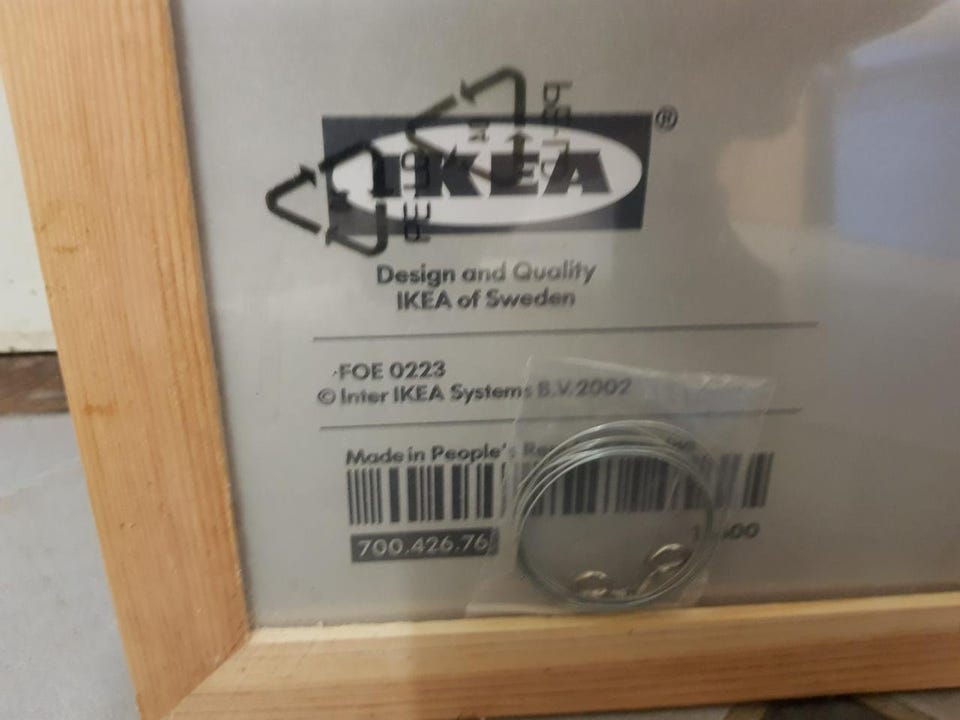 IKEA®
Design and Quality
IKEA of Sweden
FOE 0223
© Inter IKEA Systems B.V. 2002
Made in People's
700.426.76